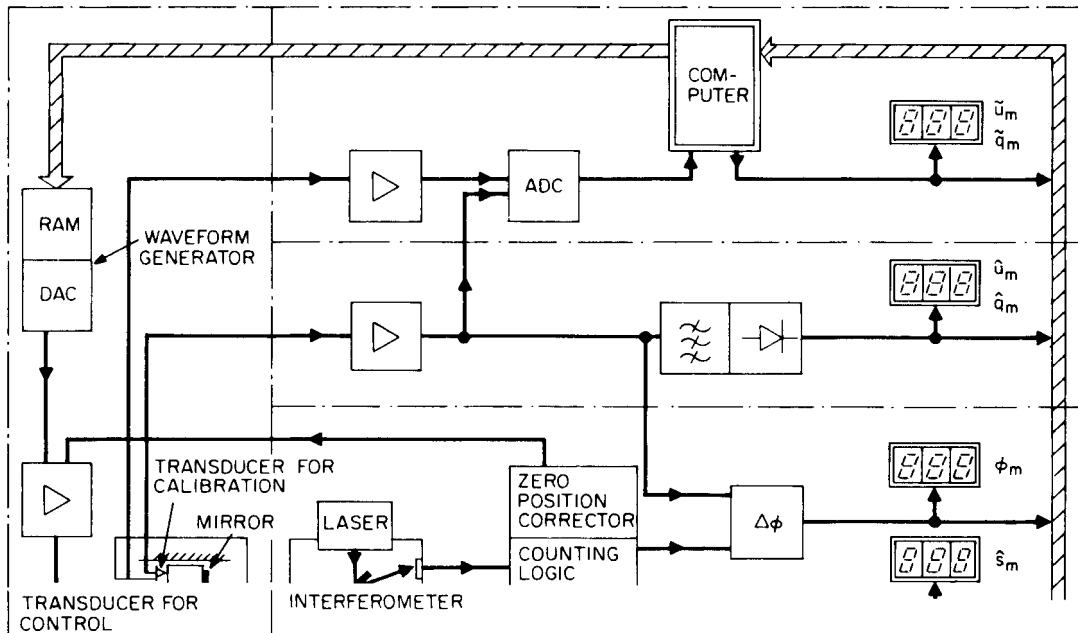 COM-
PUTER
ũm
q̃m
ADC
RAM
WAVEFORM
GENERATOR
DAC
ûm
q̂m
TRANSDUCER FOR
CALIBRATION
MIRROR
LASER
ZERO
POSITION
CORRECTOR
COUNTING
LOGIC
Δϕ
ϕm
ŝm
TRANSDUCER FOR
CONTROL
INTERFEROMETER